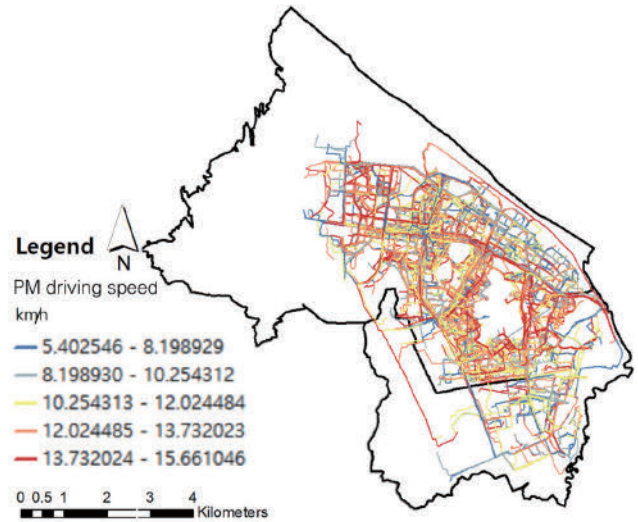 Legend
N
PM driving speed
km/h
5.402546 - 8.198929
8.198930 - 10.254312
10.254313 - 12.024484
12.024485 - 13.732023
13.732024 - 15.661046
0 0.5 1 2 3 4
Kilometers